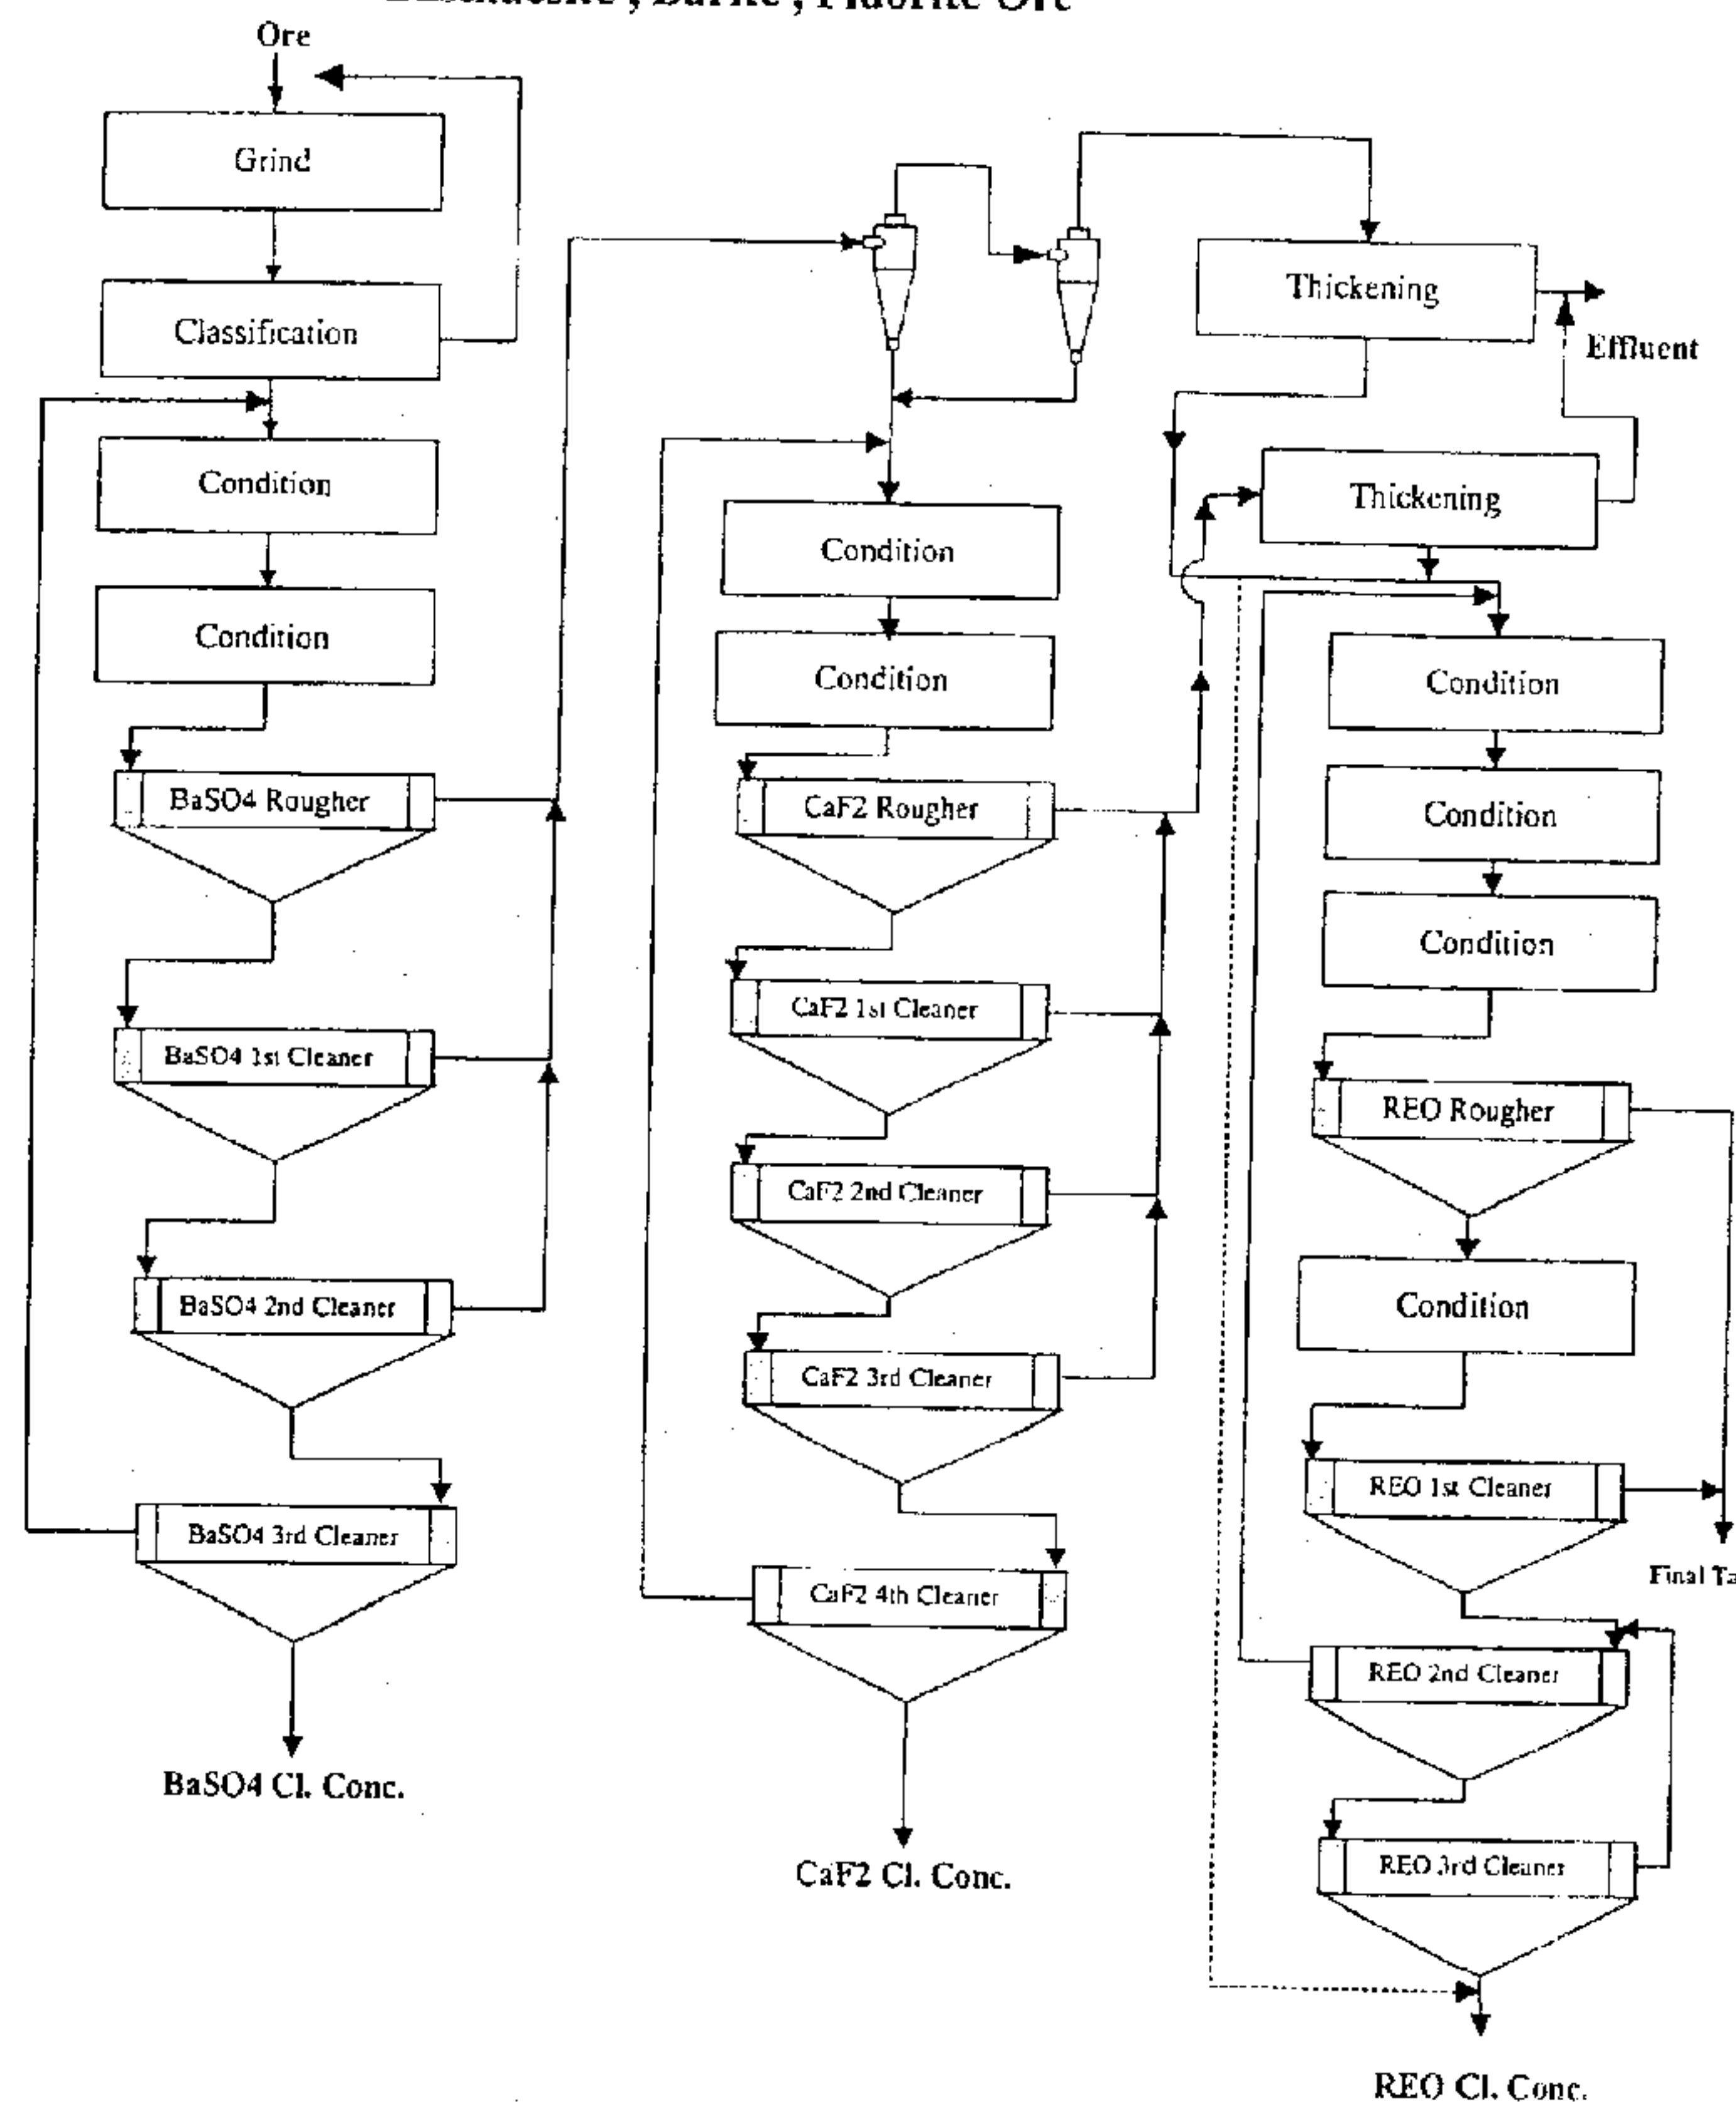 Ore
Grind
Classification
Condition
Condition
BaSO4 Rougher
BaSO4 1st Cleaner
BaSO4 2nd Cleaner
BaSO4 3rd Cleaner
BaSO4 Cl. Conc.
Condition
Condition
CaF2 Rougher
CaF2 1st Cleaner
CaF2 2nd Cleaner
CaF2 3rd Cleaner
CaF2 4th Cleaner
CaF2 Cl. Conc.
Thickening
Effluent
Thickening
Condition
Condition
Condition
REO Rougher
Condition
REO 1st Cleaner
Final
REO 2nd Cleaner
REO 3rd Cleaner
REO Cl. Conc.